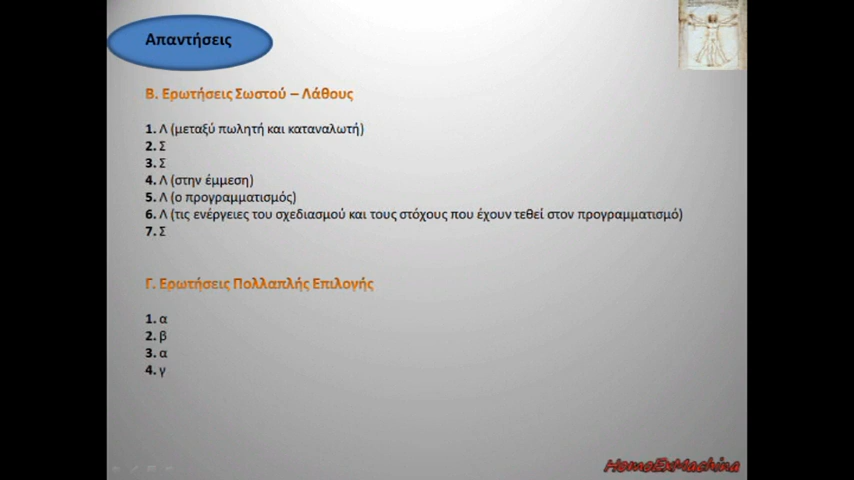 Απαντήσεις
Β. Ερωτήσεις Σωστού – Λάθους
1. Λ (μεταξύ πωλητή και καταναλωτή)
2. Σ
3. Σ
4. Λ (στην έμμεση)
5. Λ (ο προγραμματισμός)
6. Λ (τις ενέργειες του σχεδιασμού και τους στόχους που έχουν τεθεί στον προγραμματισμό)
7. Σ
Γ. Ερωτήσεις Πολλαπλής Επιλογής
1. α
2. β
3. α
4. γ
HomoExMachina